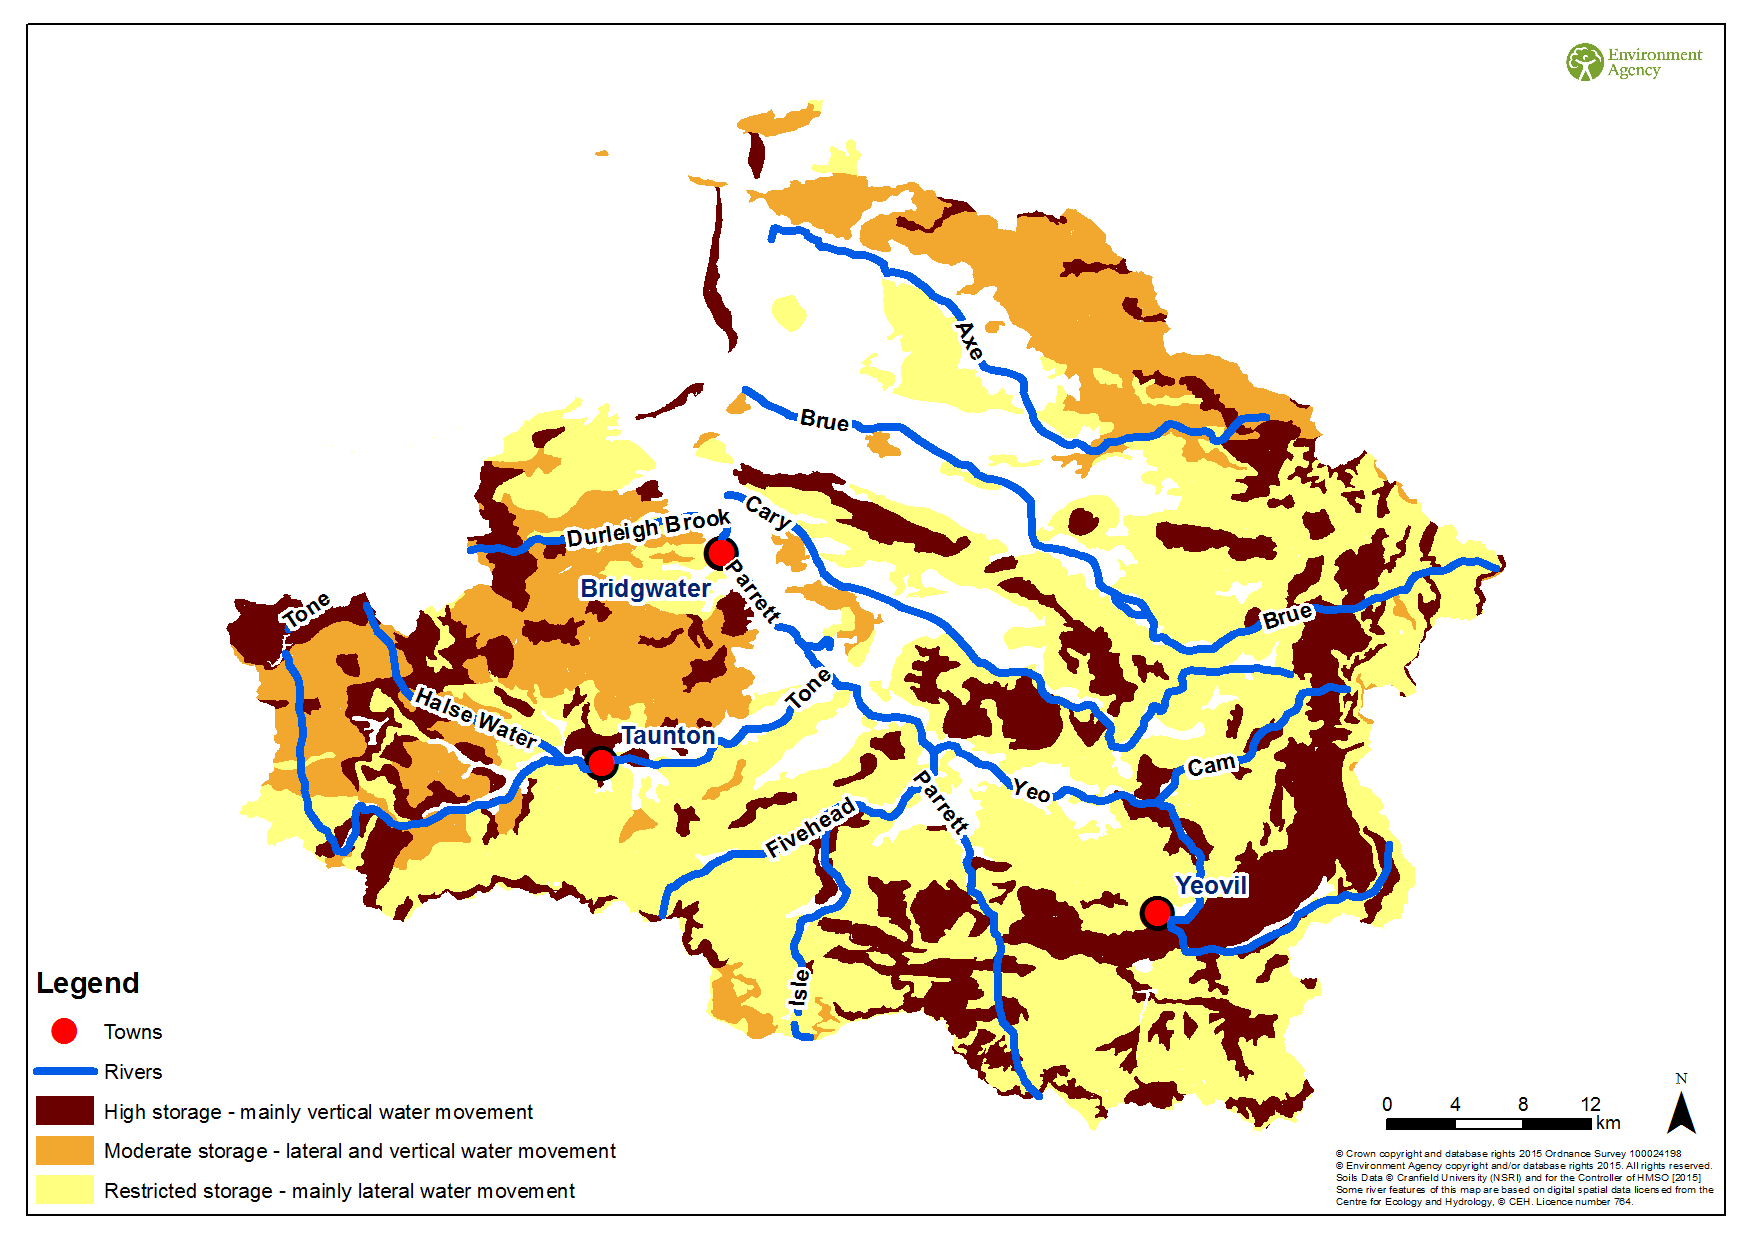 Environment
Agency
Axe
Brue
Cary
Durleigh Brook
Parrett
Bridgwater
Tone
Brue
Halse Water
Tone
Taunton
Cam
Yeo
Parrett
Fivehead
Yeovil
Isle
Legend
Towns
Rivers
High storage - mainly vertical water movement
Moderate storage - lateral and vertical water movement
Restricted storage - mainly lateral water movement
0 4 8 12
km
N
© Crown copyright and database rights 2015 Ordnance Survey 100024198
© Environment Agency copyright and/or database rights 2015. All rights reserved.
Soils Data © Cranfield University (NSRI) and for the Controller of HMSO [2015]
Some river features of this map are based on digital spatial data licensed from the
Centre for Ecology and Hydrology, © CEH. Licence number 764.